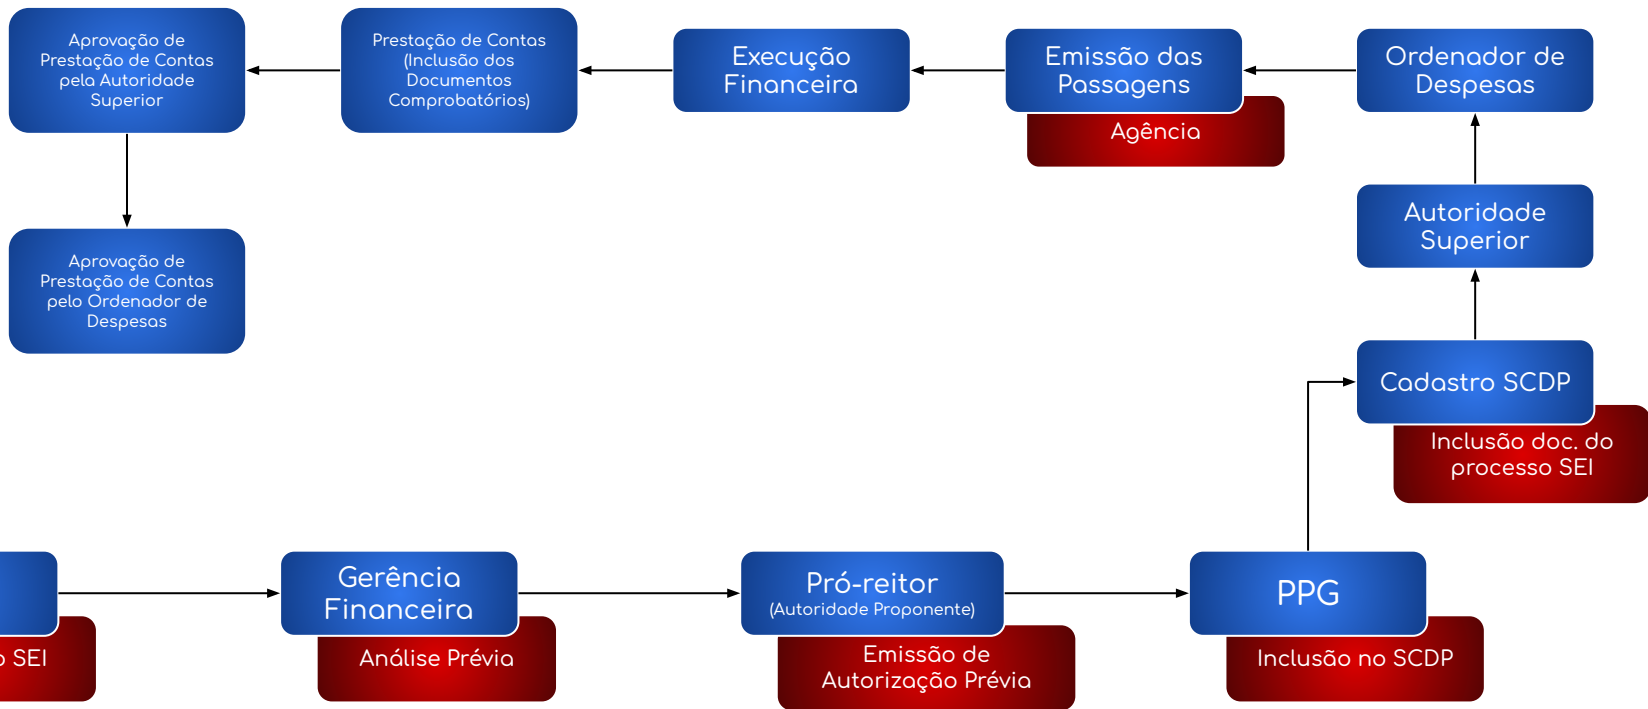 Aprovação de
Prestação de Contas
pela Autoridade
Superior
Prestação de Contas
(Inclusão dos
Documentos
Comprobatórios)
Execução
Financeira
Emissão das
Passagens
Agência
Ordenador de
Despesas
Autoridade
Superior
Aprovação de
Prestação de Contas
pelo Ordenador de
Despesas
Cadastro SCDP
Inclusão doc. do
processo SEI
o SEI
Gerência
Financeira
Análise Prévia
Pró-reitor
(Autoridade Proponente)
Emissão de
Autorização Prévia
PPG
Inclusão no SCDP